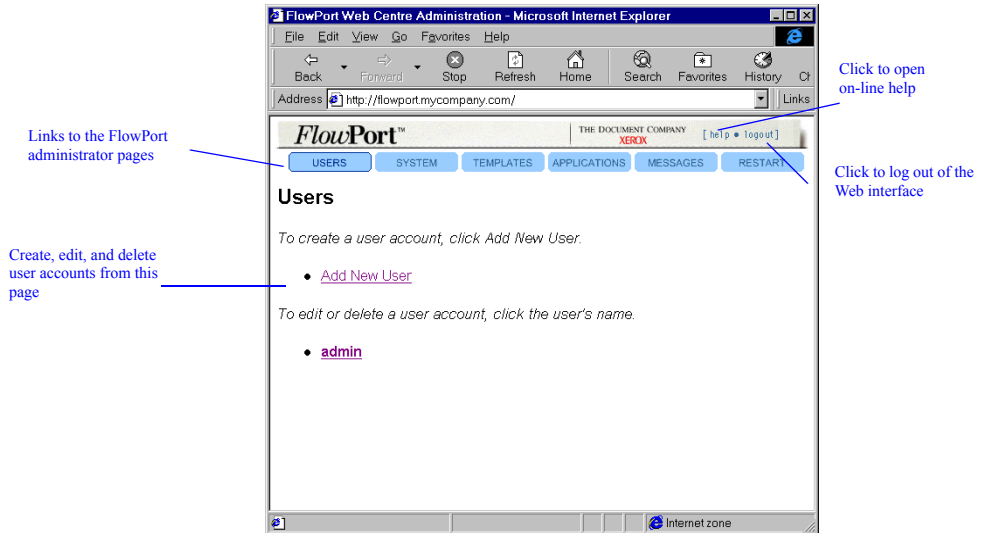 FlowPort Web Centre Administration - Microsoft Internet Explorer
File Edit View Go Favorites Help
Back Forward Stop Refresh Home Search Favorites History Ch
Address http://flowport.mycompany.com/ Links
FlowPort™ THE DOCUMENT COMPANY
XEROX
[ help • logout ]
USERS SYSTEM TEMPLATES APPLICATIONS MESSAGES RESTART
Users
To create a user account, click Add New User.
• Add New User
To edit or delete a user account, click the user's name.
• admin
Internet zone
Links to the FlowPort
administrator pages
Create, edit, and delete
user accounts from this
page
Click to open
on-line help
Click to log out of the
Web interface